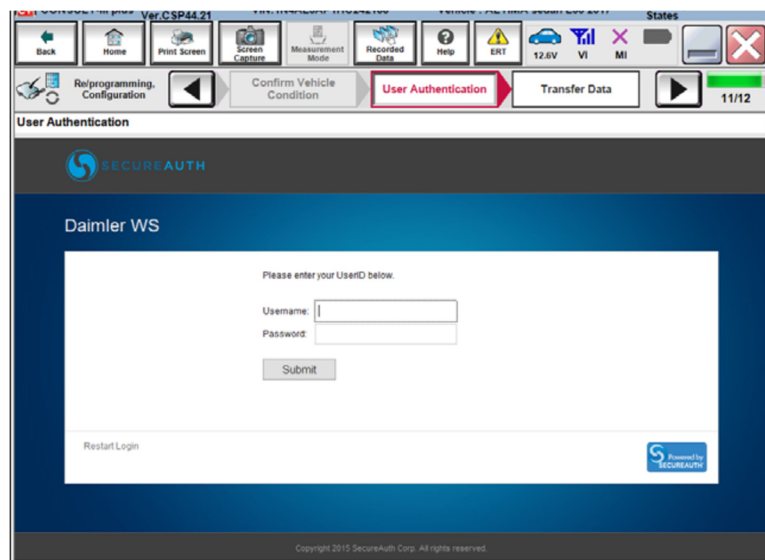 Ver.CSP44.21
States
Back
Home
Print Screen
Screen
Capture
Measurement
Mode
Recorded
Data
Help
ERT
12.6V
VI
MI
Re/programming,
Configuration
Confirm Vehicle
Condition
User Authentication
Transfer Data
11/12
User Authentication
SECUREAUTH
Daimler WS
Please enter your UserID below.
Username:
Password:
Submit
Restart Login
Powered by
SECUREAUTH
Copyright 2015 SecureAuth Corp. All rights reserved.